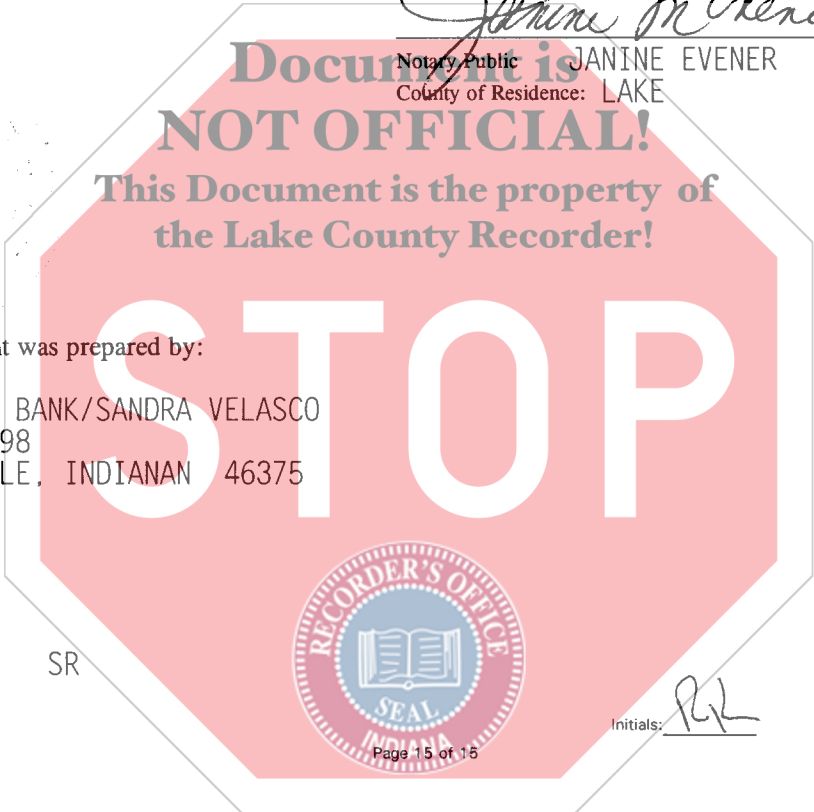 Janine M
Document is
Notary Public JANINE EVENER
County of Residence: LAKE
NOT OFFICIAL!
This Document is the property of
the Lake County Recorder!
STOP
t was prepared by:
BANK/SANDRA VELASCO
98
LE, INDIANAN 46375
RECORDER'S OFFICE
SEAL
INDIANA
SR
Initials:
Page 15 of 15